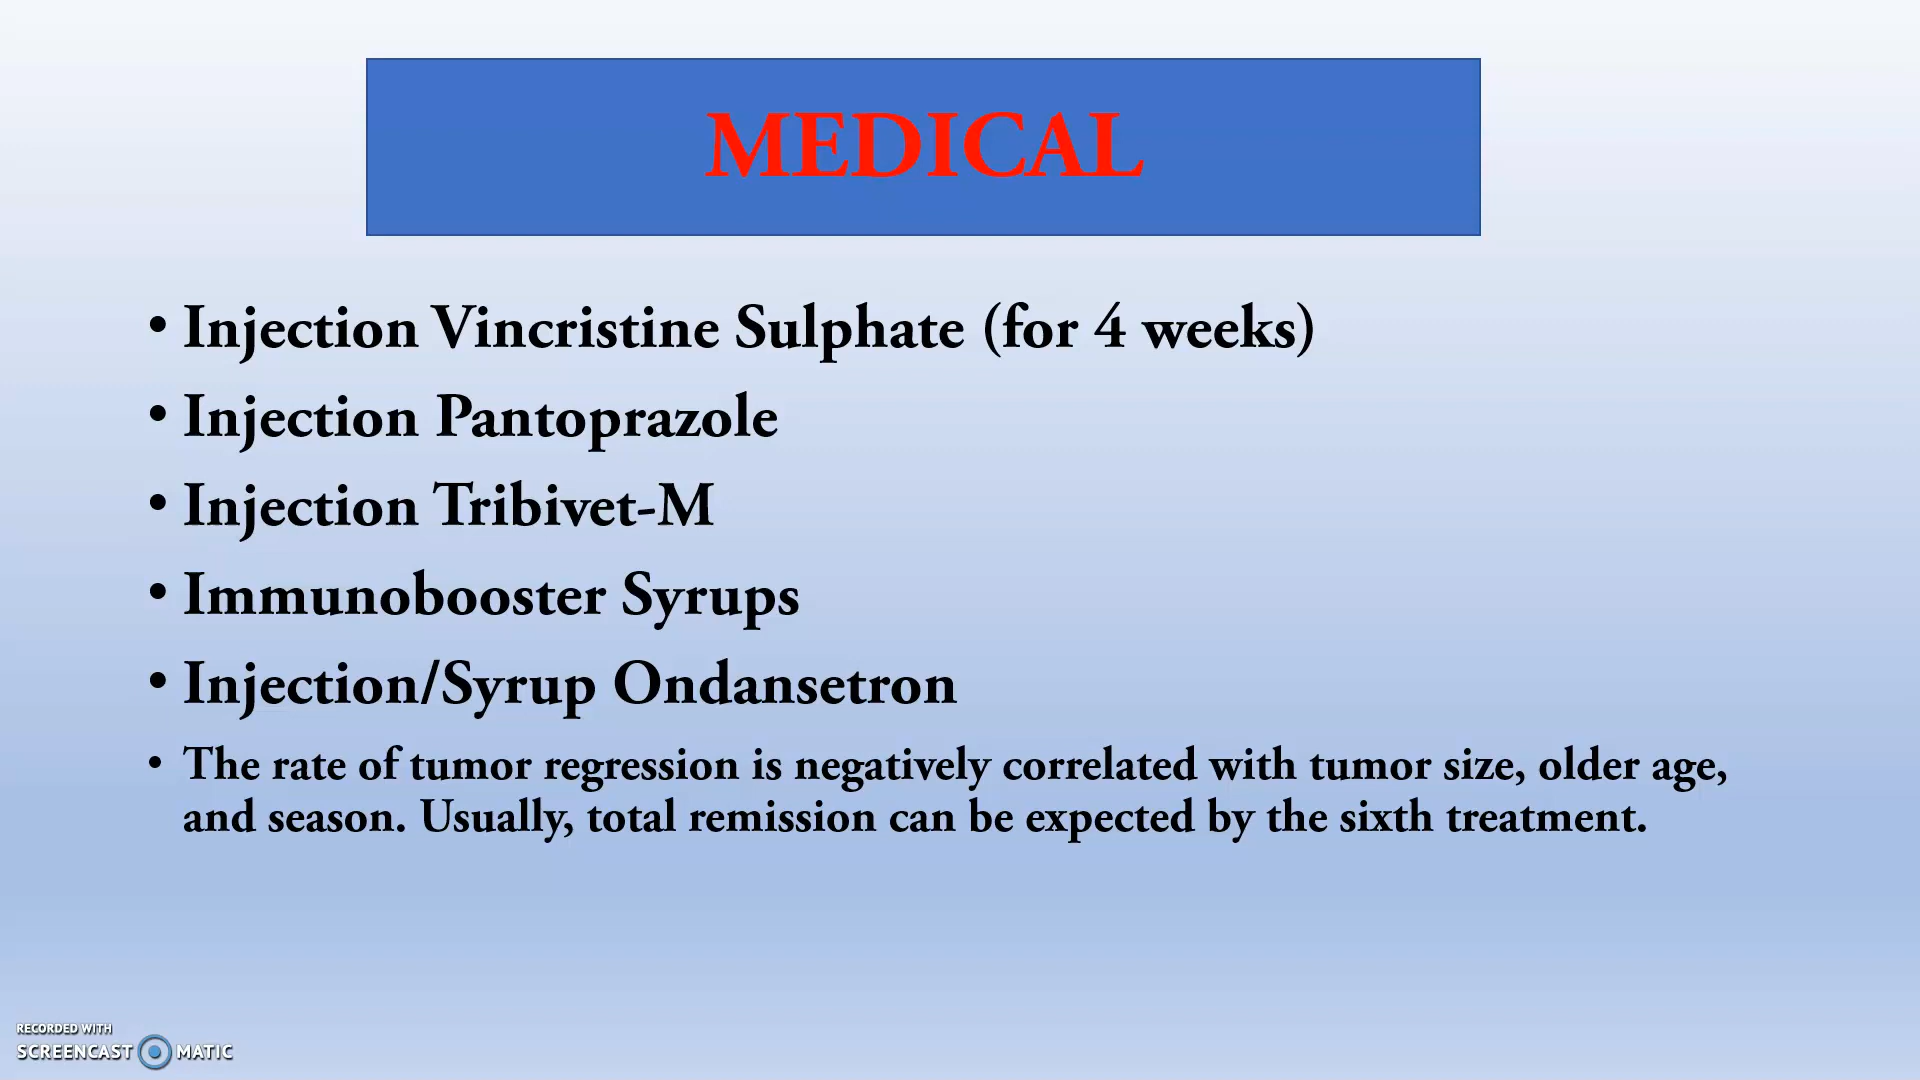 MEDICAL
• Injection Vincristine Sulphate (for 4 weeks)
• Injection Pantoprazole
• Injection Tribivet-M
• Immunobooster Syrups
• Injection/Syrup Ondansetron
• The rate of tumor regression is negatively correlated with tumor size, older age,
and season. Usually, total remission can be expected by the sixth treatment.
RECORDED WITH
SCREENCAST MATIC